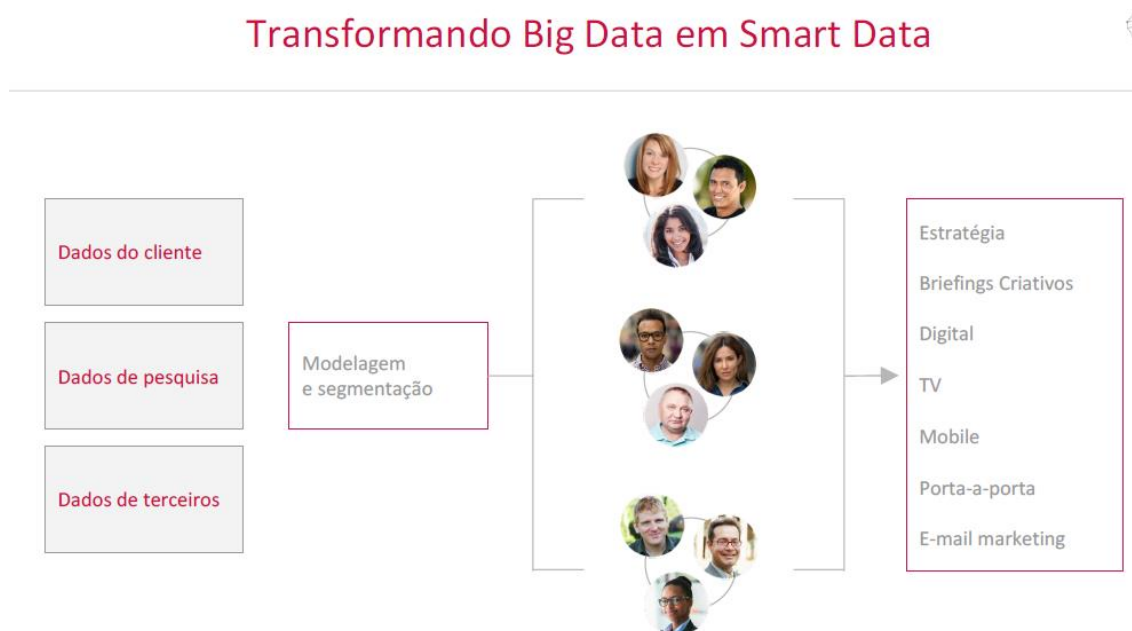 Transformando Big Data em Smart Data
Dados do cliente
Dados de pesquisa
Dados de terceiros
Modelagem
e segmentação
Estratégia
Briefings Criativos
Digital
TV
Mobile
Porta-a-porta
E-mail marketing